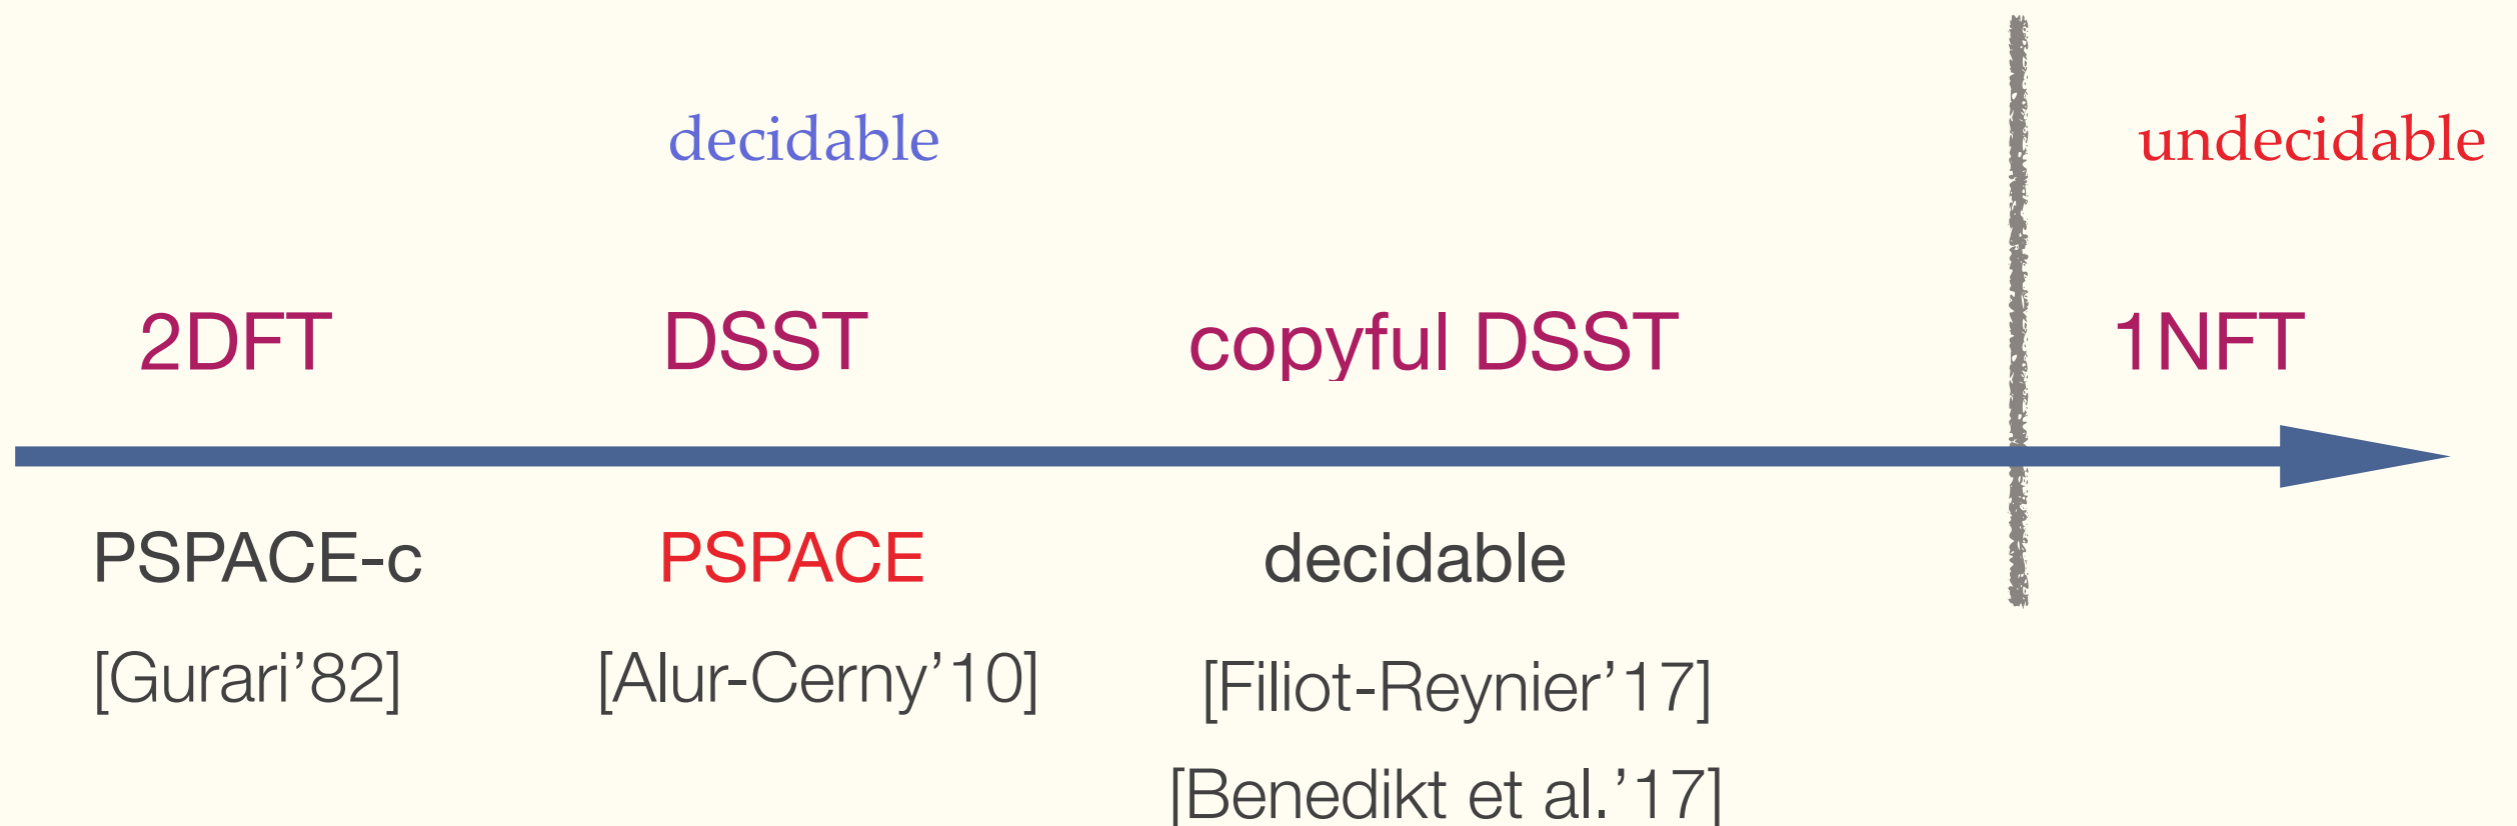 decidable
undecidable
2DFT
DSST
copyful DSST
1NFT
PSPACE-c
PSPACE
decidable
[Gurari’82]
[Alur-Cerny’10]
[Filiot-Reynier’17]
[Benedikt et al.’17]